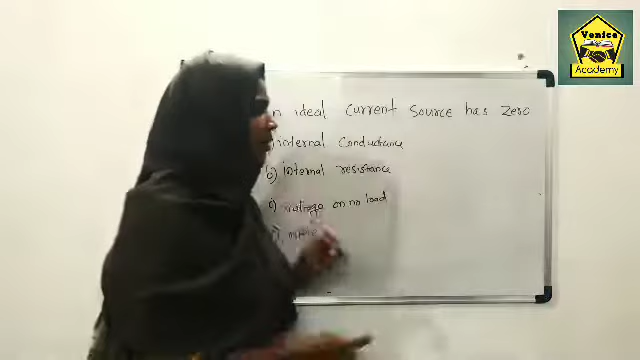 Venice
Academy
n ideal Current Source has Zero
internal Conductance
b) internal resistance
c) voltage on no load